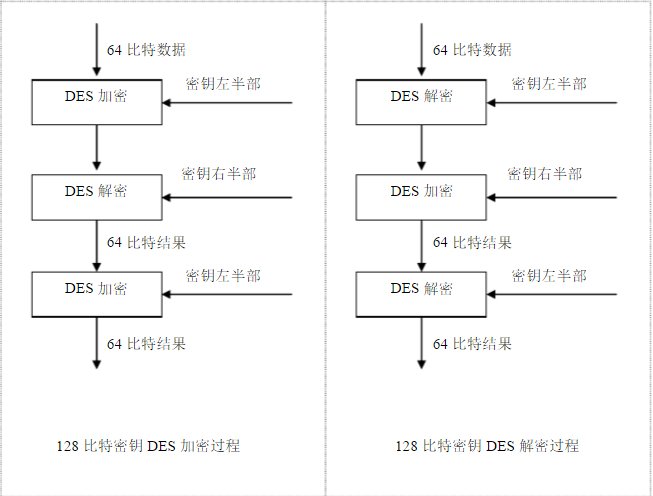 64 比特数据
密钥左半部
DES 加密
密钥右半部
DES 解密
64 比特结果
密钥左半部
DES 加密
64 比特结果
128 比特密钥 DES 加密过程
64 比特数据
密钥左半部
DES 解密
密钥右半部
DES 加密
64 比特结果
密钥左半部
DES 解密
64 比特结果
128 比特密钥 DES 解密过程